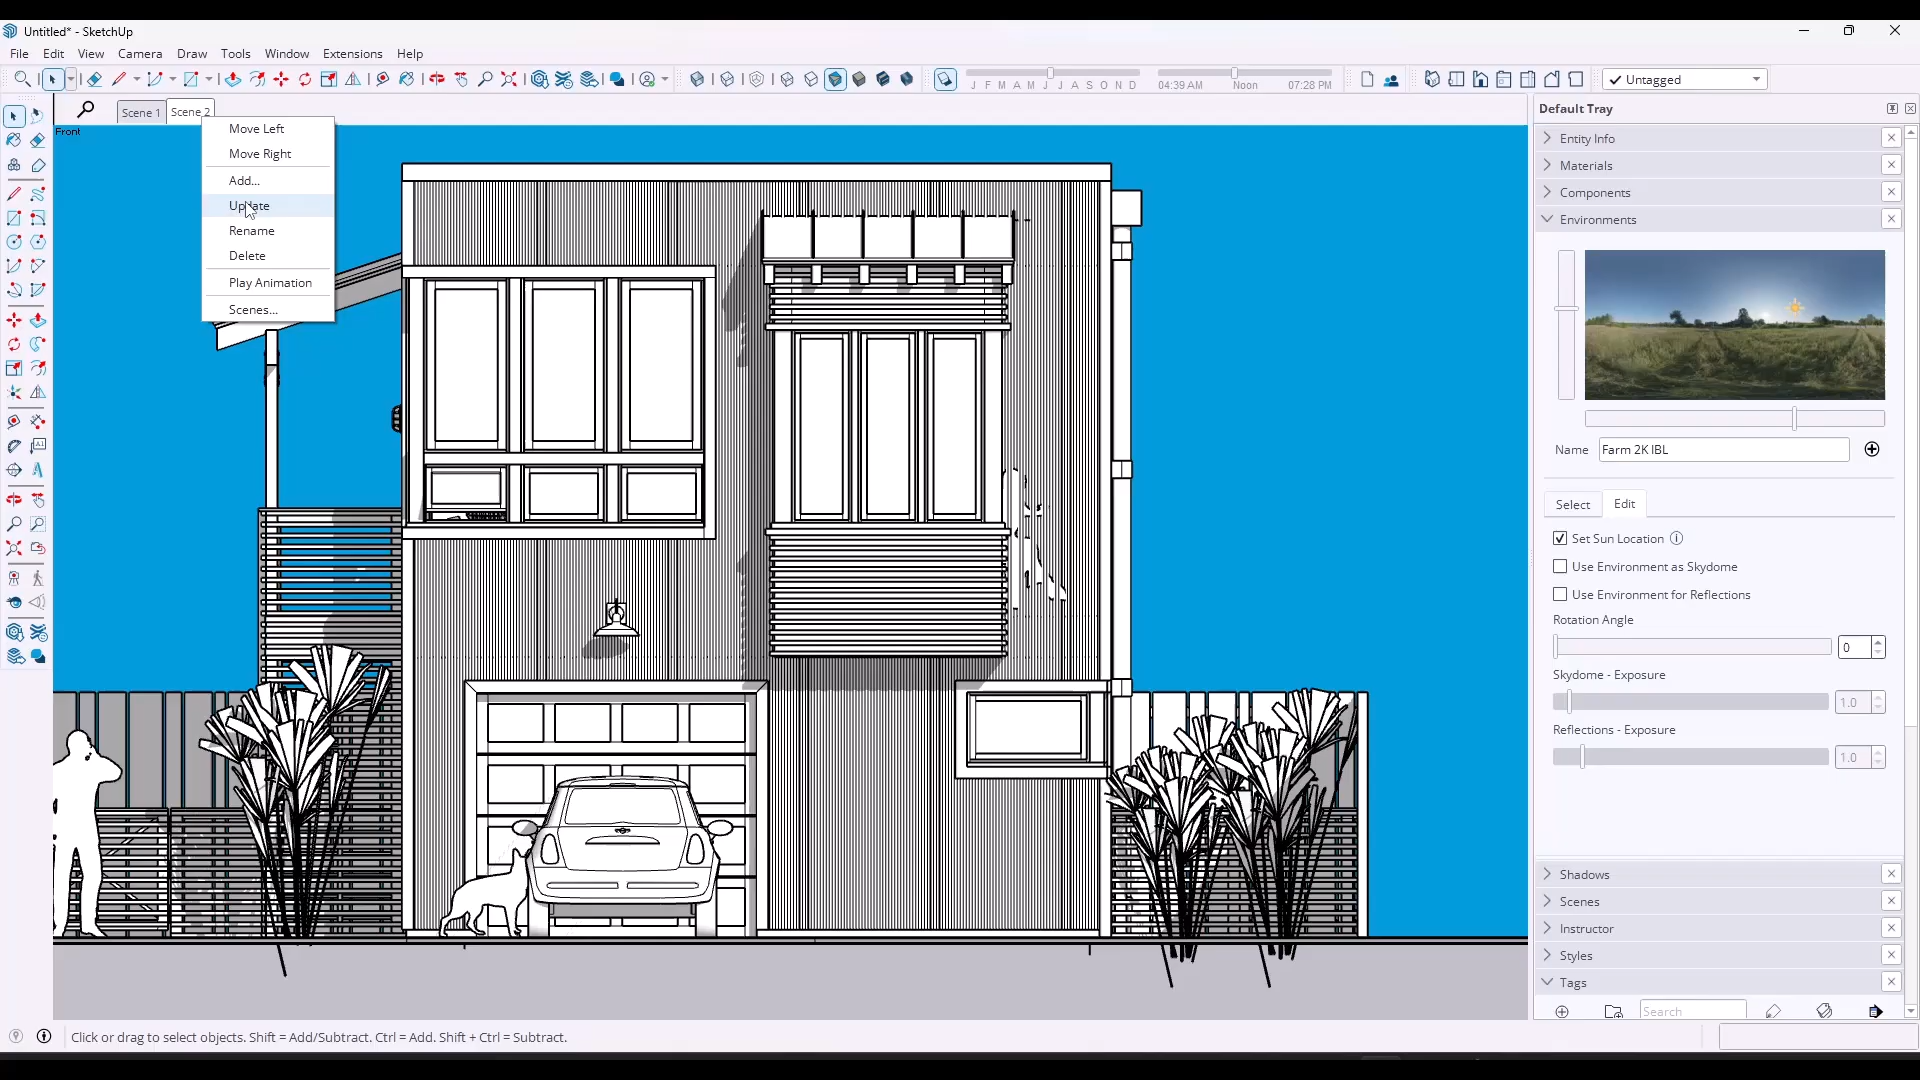 Untitled* - SketchUp
File Edit View Camera Draw Tools Window Extensions Help
J F M A M J J A S O N D
04:39 AM Noon 07:28 PM
Untagged
Scene 1
Scene 2
Front
Move Left
Move Right
Add...
Update
Rename
Delete
Play Animation
Scenes...
Default Tray
Entity Info
Materials
Components
Environments
Name Farm 2K IBL
Select Edit
Set Sun Location
Use Environment as Skydome
Use Environment for Reflections
Rotation Angle
0
Skydome - Exposure
1.0
Reflections - Exposure
1.0
Shadows
Scenes
Instructor
Styles
Tags
Search
Click or drag to select objects. Shift = Add/Subtract. Ctrl = Add. Shift + Ctrl = Subtract.